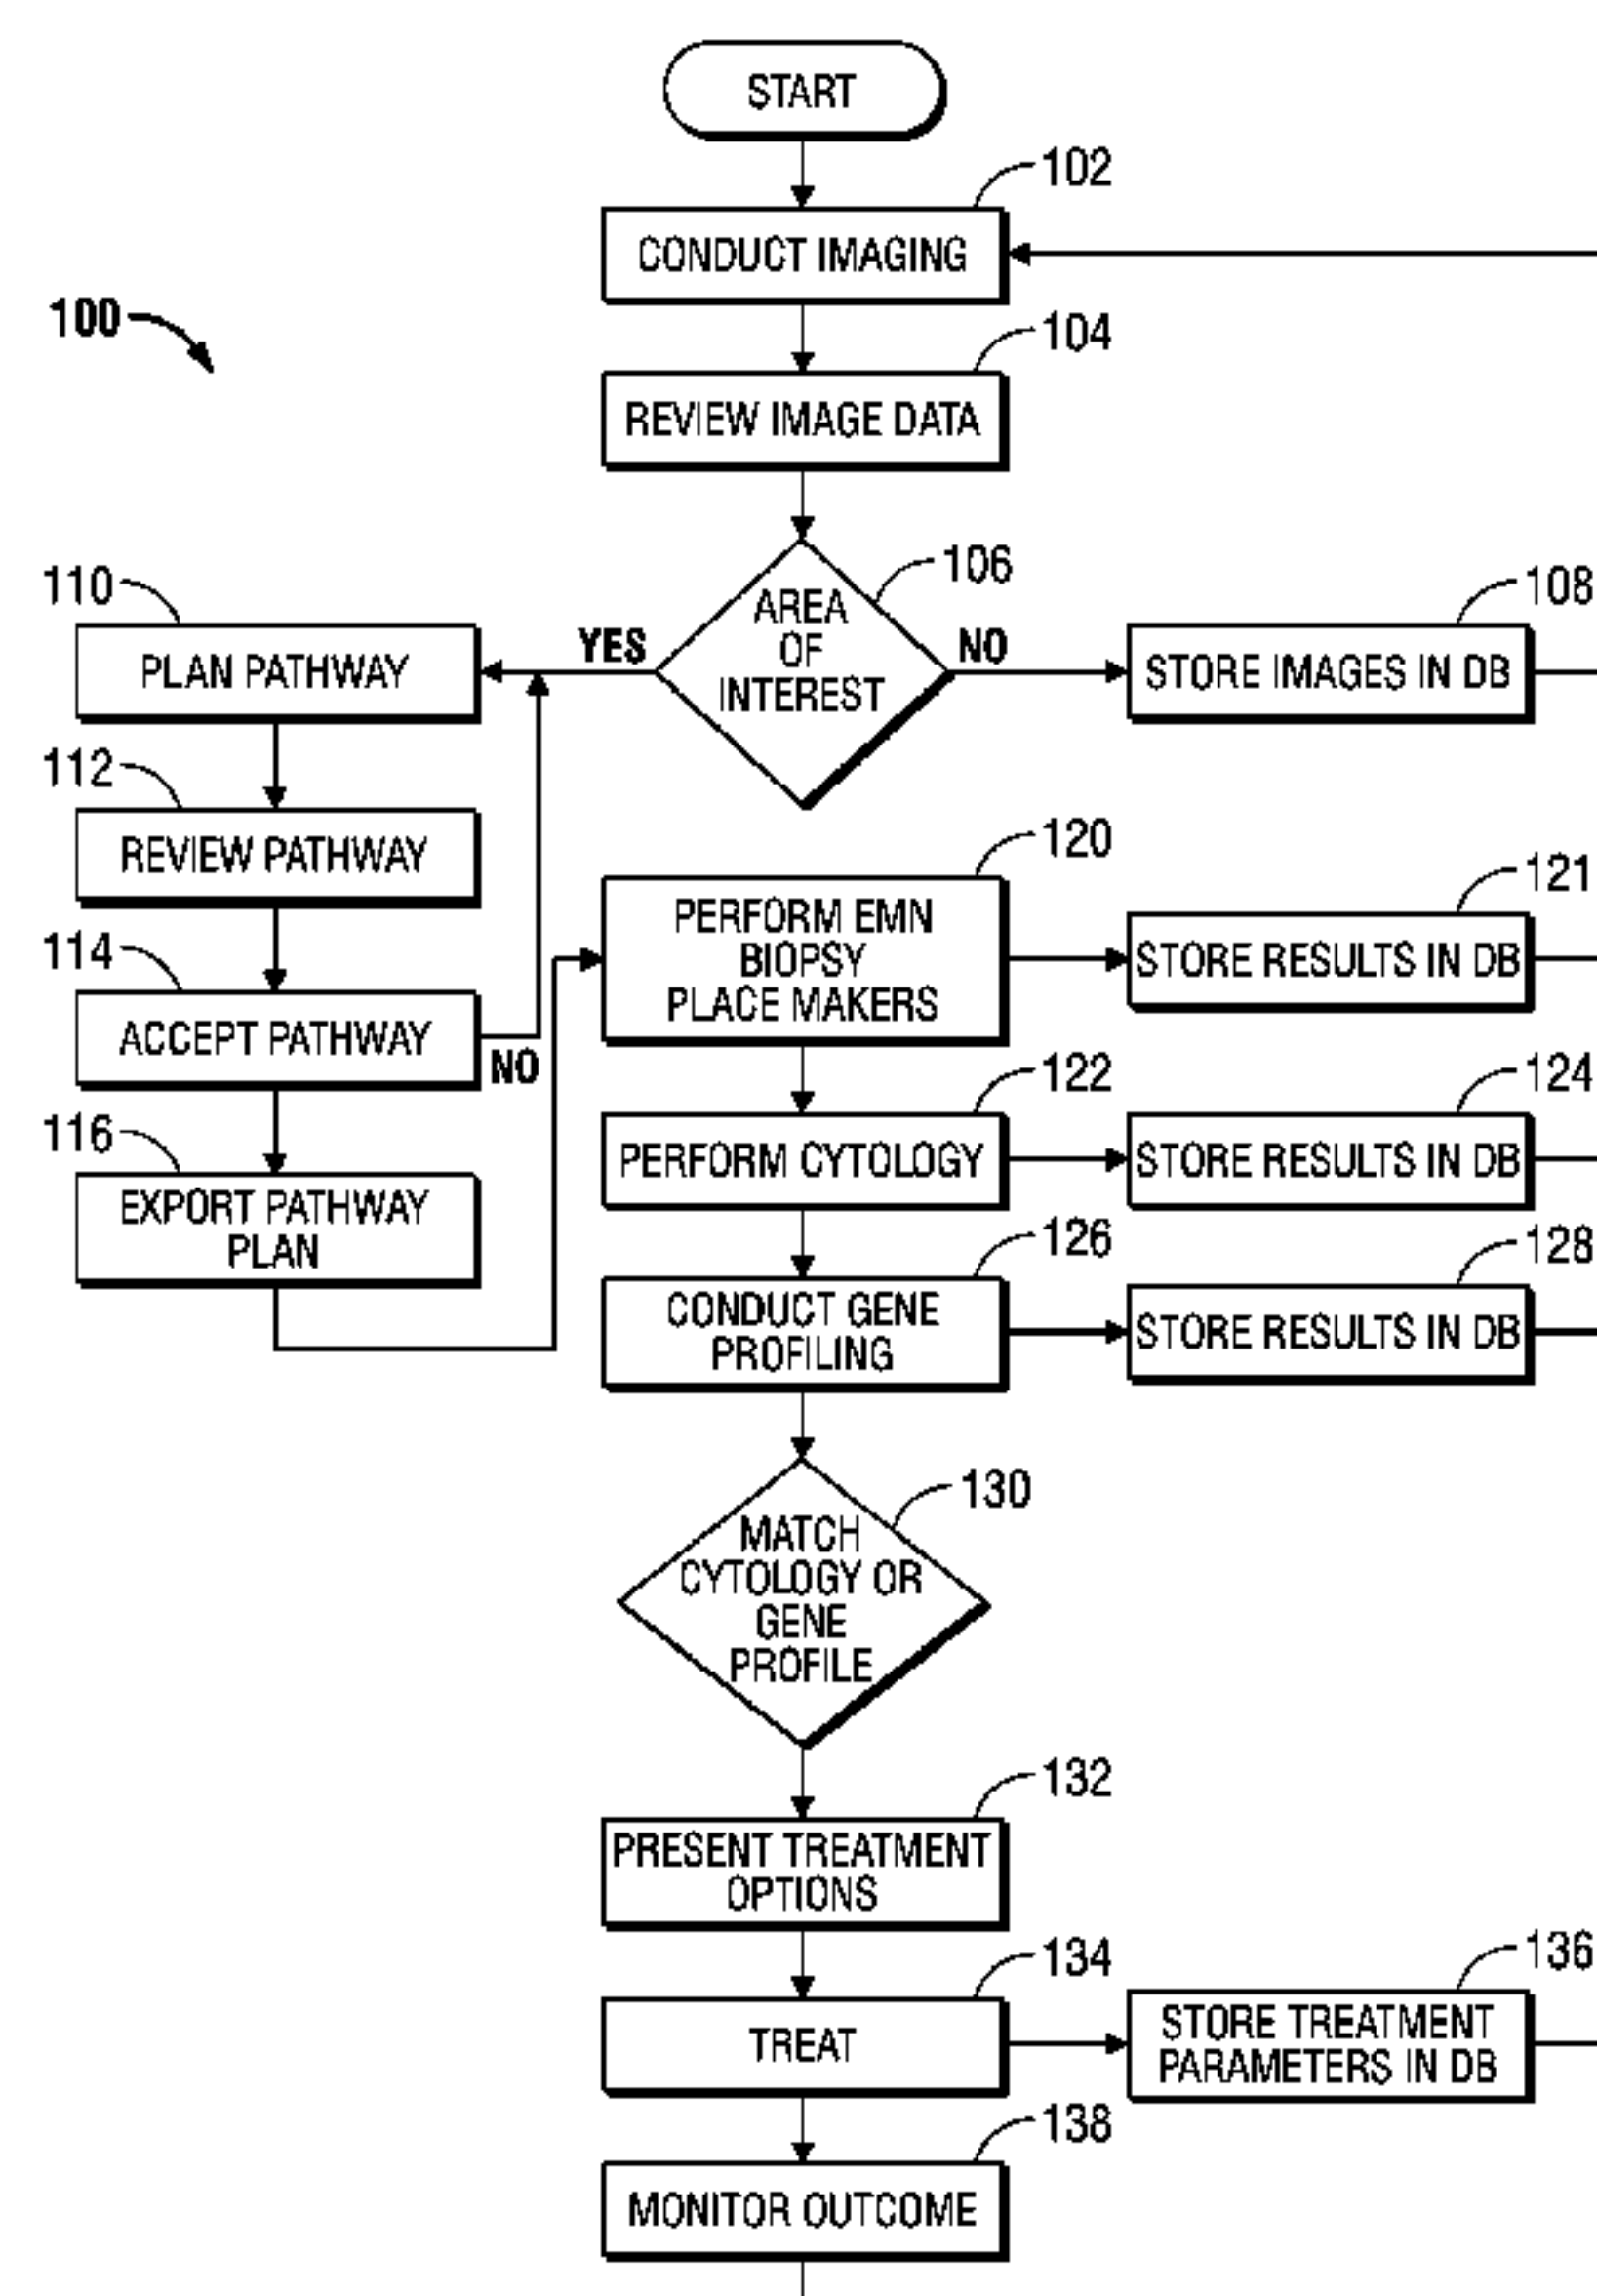 START
102
CONDUCT IMAGING
100
104
REVIEW IMAGE DATA
106
AREA
OF
INTEREST
YES
NO
110
PLAN PATHWAY
108
STORE IMAGES IN DB
112
REVIEW PATHWAY
114
ACCEPT PATHWAY
NO
116
EXPORT PATHWAY
PLAN
120
PERFORM EMN
BIOPSY
PLACE MAKERS
121
STORE RESULTS IN DB
122
PERFORM CYTOLOGY
124
STORE RESULTS IN DB
126
CONDUCT GENE
PROFILING
128
STORE RESULTS IN DB
130
MATCH
CYTOLOGY OR
GENE
PROFILE
132
PRESENT TREATMENT
OPTIONS
134
TREAT
136
STORE TREATMENT
PARAMETERS IN DB
138
MONITOR OUTCOME